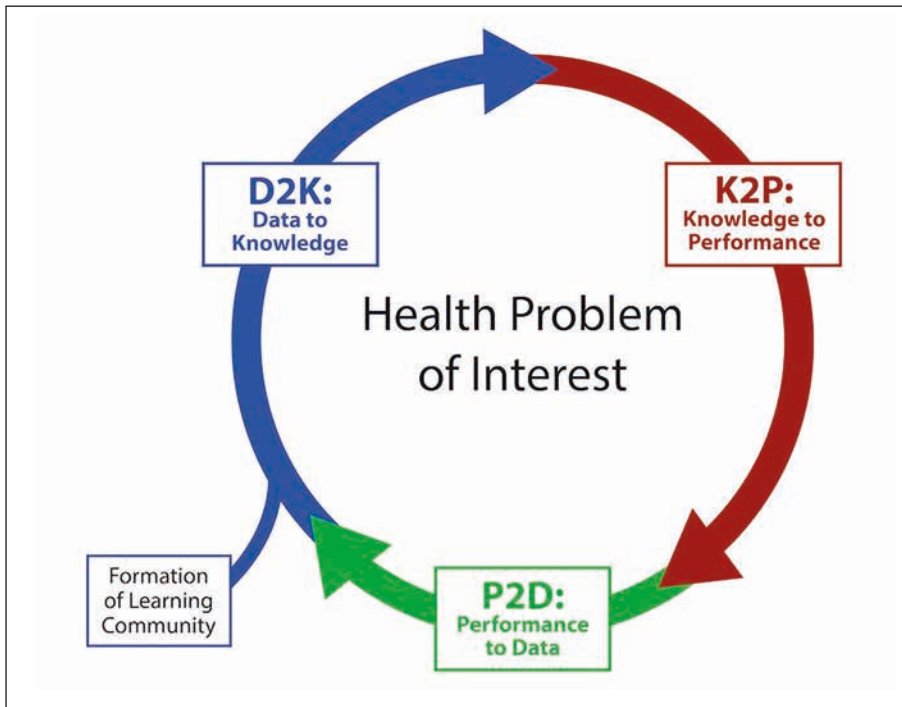 D2K:
Data to
Knowledge
K2P:
Knowledge to
Performance
Health Problem
of Interest
Formation
of Learning
Community
P2D:
Performance
to Data